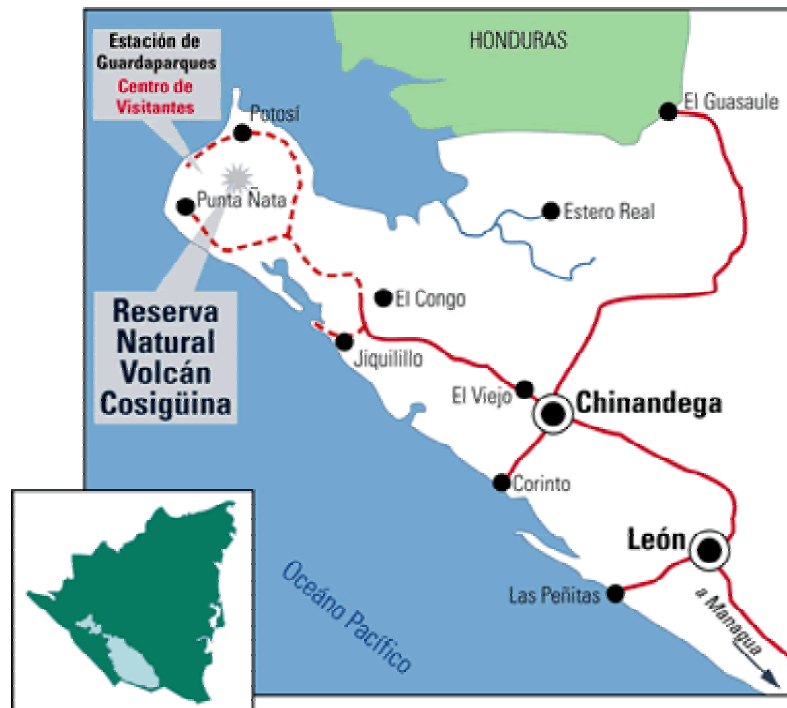 Estación de
Guardaparques
Centro de
Visitantes
HONDURAS
El Guasaule
Potosí
Punta Ñata
Estero Real
Reserva
Natural
Volcán
Cosigüina
El Congo
Jiquilillo
El Viejo
Chinandega
Corinto
León
Las Peñitas
a Managua
Oceáno Pacífico